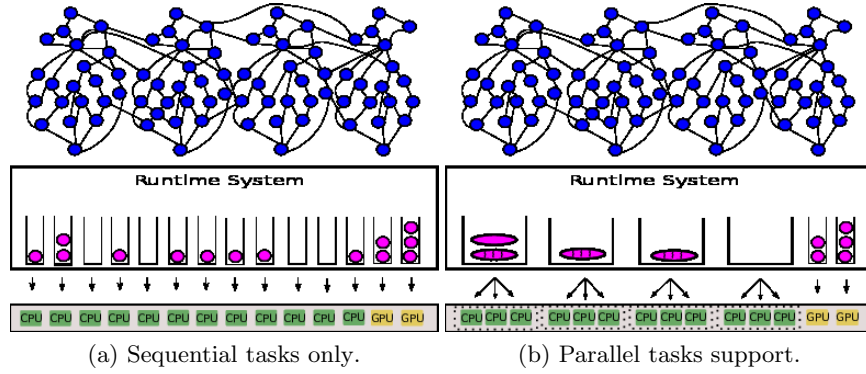 Runtime System
CPU CPU CPU CPU CPU CPU CPU CPU CPU CPU CPU CPU GPU GPU
(a) Sequential tasks only.
Runtime System
CPU CPU CPU CPU CPU CPU CPU CPU CPU CPU CPU CPU GPU GPU
(b) Parallel tasks support.